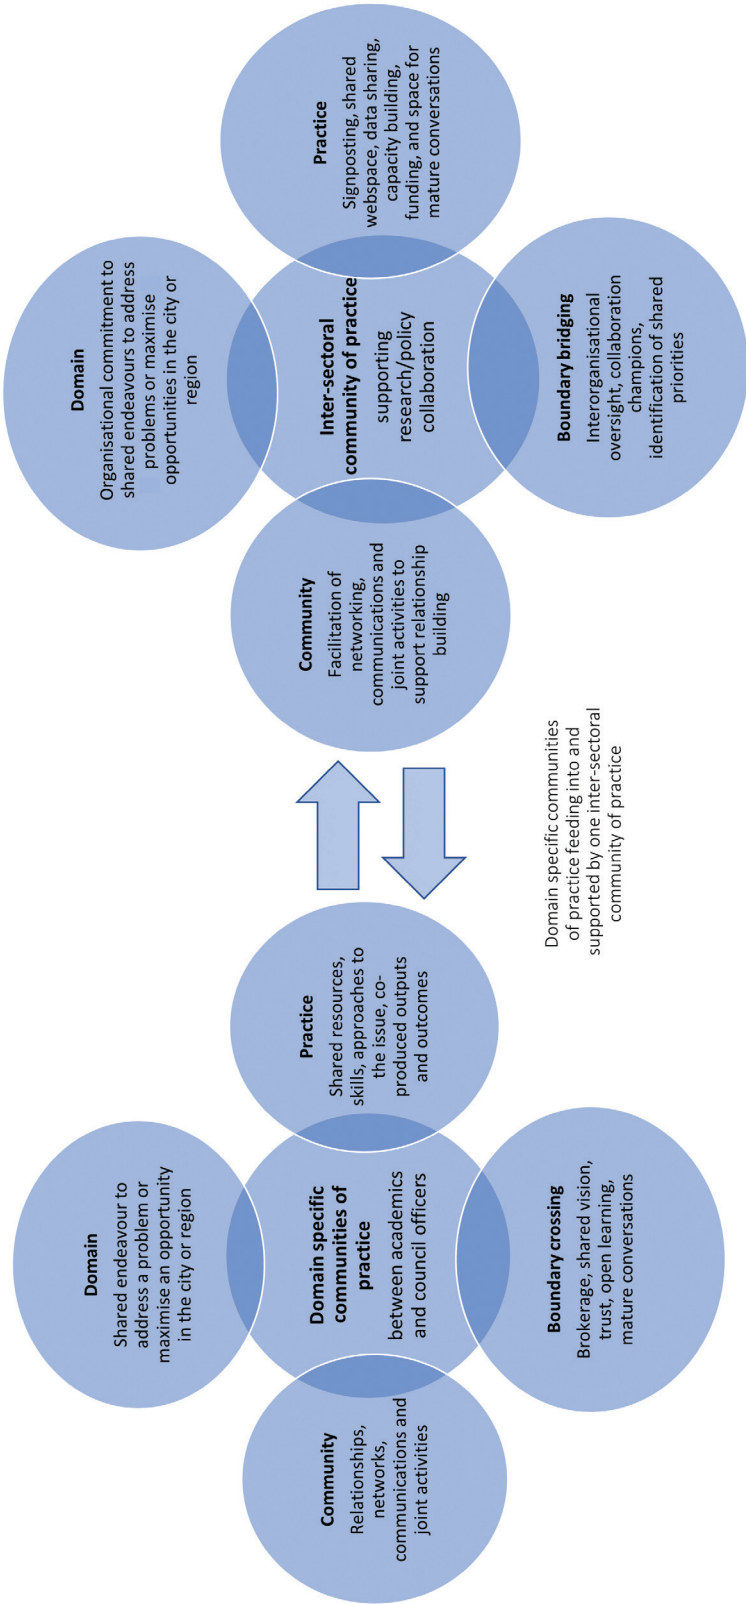 Domain
Shared endeavour to
address a problem or
maximise an opportunity
in the city or region
Community
Relationships,
networks,
communications and
joint activities
Domain specific
communities of
practice
between academics
and council officers
Practice
Shared resources,
skills, approaches to
the issue, co-
produced outputs
and outcomes
Boundary crossing
Brokerage, shared vision,
trust, open learning,
mature conversations
Domain specific communities
of practice feeding into and
supported by one inter-sectoral
community of practice
Domain
Organisational commitment to
shared endeavours to address
problems or maximise
opportunities in the city or
region
Community
Facilitation of
networking,
communications and
joint activities to
support relationship
building
Inter-sectoral
community of practice
supporting
research/policy
collaboration
Practice
Signposting, shared
webspace, data sharing,
capacity building,
funding, and space for
mature conversations
Boundary bridging
Interorganisational
oversight, collaboration
champions,
identification of shared
priorities